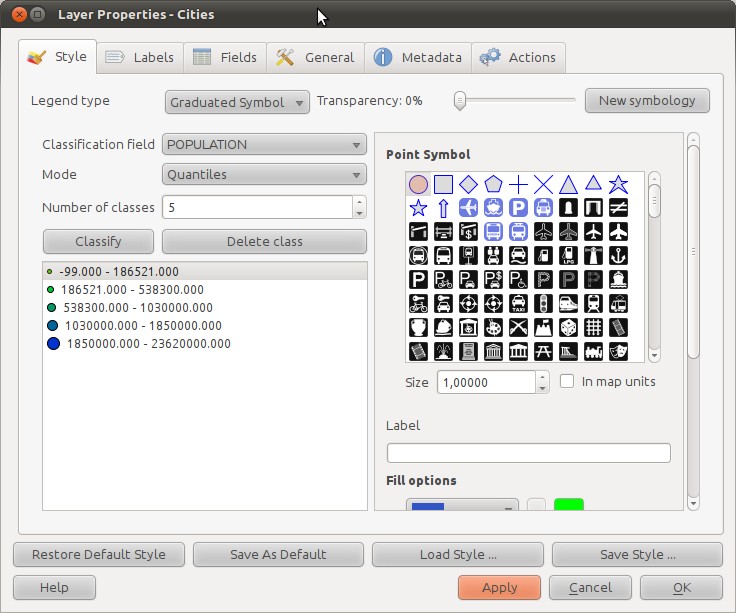 Layer Properties - Cities
Style Labels Fields General Metadata Actions
Legend type Graduated Symbol Transparency: 0% New symbology
Classification field POPULATION
Mode Quantiles
Number of classes 5
Classify Delete class
-99.000 - 186521.000
186521.000 - 538300.000
538300.000 - 1030000.000
1030000.000 - 1850000.000
1850000.000 - 23620000.000
Point Symbol
Size 1,00000 In map units
Label
Fill options
Restore Default Style Save As Default Load Style ... Save Style ...
Help Apply Cancel OK